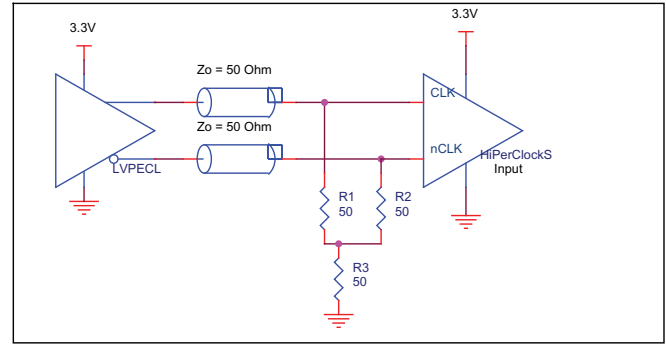 3.3V
3.3V
Zo = 50 Ohm
CLK
Zo = 50 Ohm
nCLK
LVPECL
HiPerClockS
Input
R1
50
R2
50
R3
50